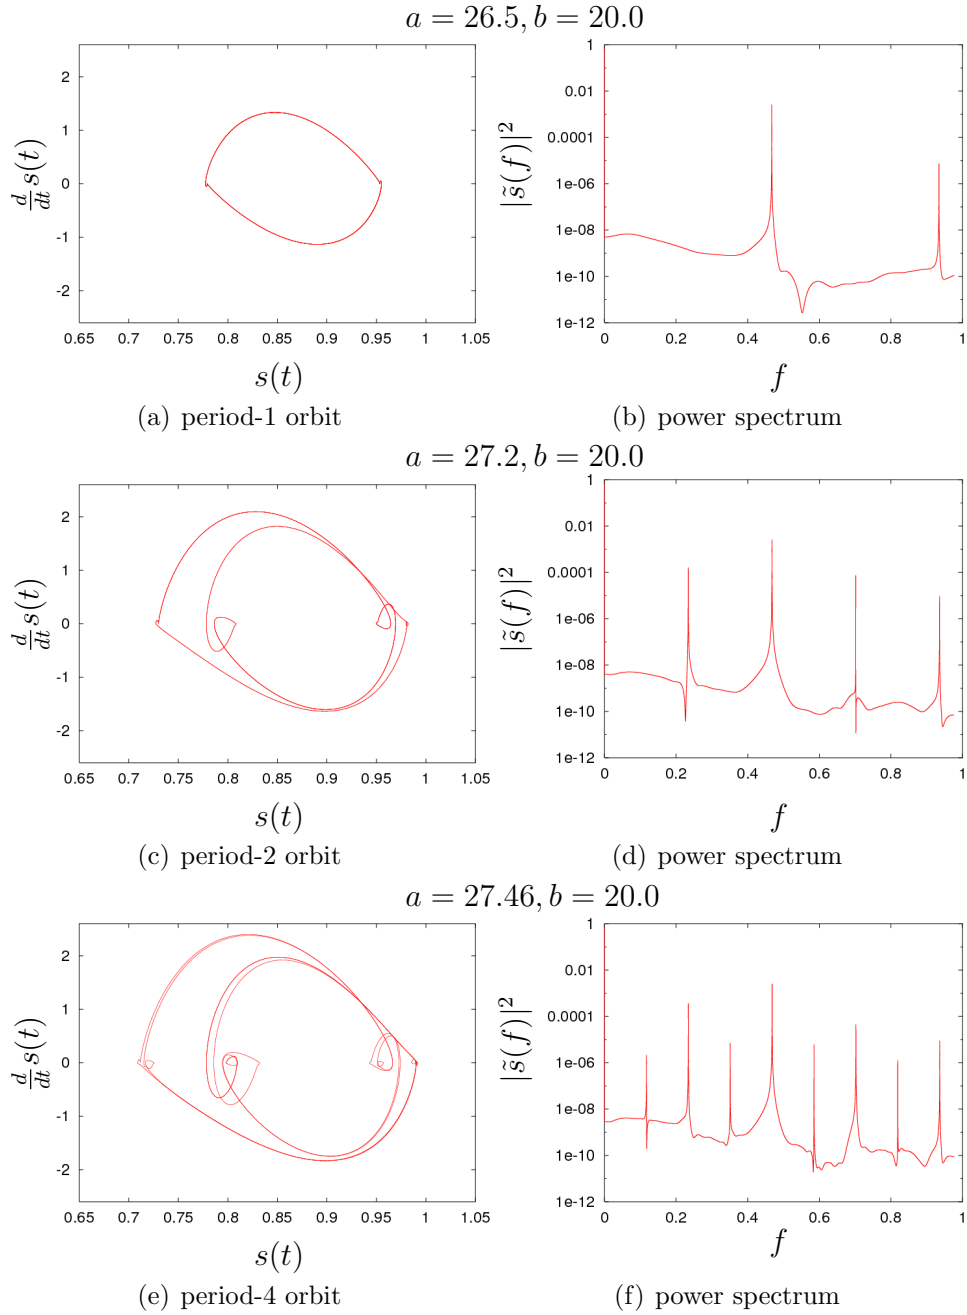 a = 26.5, b = 20.0
d/dt s(t)
2
1
0
-1
-2
0.65 0.7 0.75 0.8 0.85 0.9 0.95 1 1.05
s(t)
(a) period-1 orbit
|s̃(f)|²
1
0.01
0.0001
1e-06
1e-08
1e-10
1e-12
0 0.2 0.4 0.6 0.8 1
f
(b) power spectrum
a = 27.2, b = 20.0
d/dt s(t)
2
1
0
-1
-2
0.65 0.7 0.75 0.8 0.85 0.9 0.95 1 1.05
s(t)
(c) period-2 orbit
|s̃(f)|²
1
0.01
0.0001
1e-06
1e-08
1e-10
1e-12
0 0.2 0.4 0.6 0.8 1
f
(d) power spectrum
a = 27.46, b = 20.0
d/dt s(t)
2
1
0
-1
-2
0.65 0.7 0.75 0.8 0.85 0.9 0.95 1 1.05
s(t)
(e) period-4 orbit
|s̃(f)|²
1
0.01
0.0001
1e-06
1e-08
1e-10
1e-12
0 0.2 0.4 0.6 0.8 1
f
(f) power spectrum